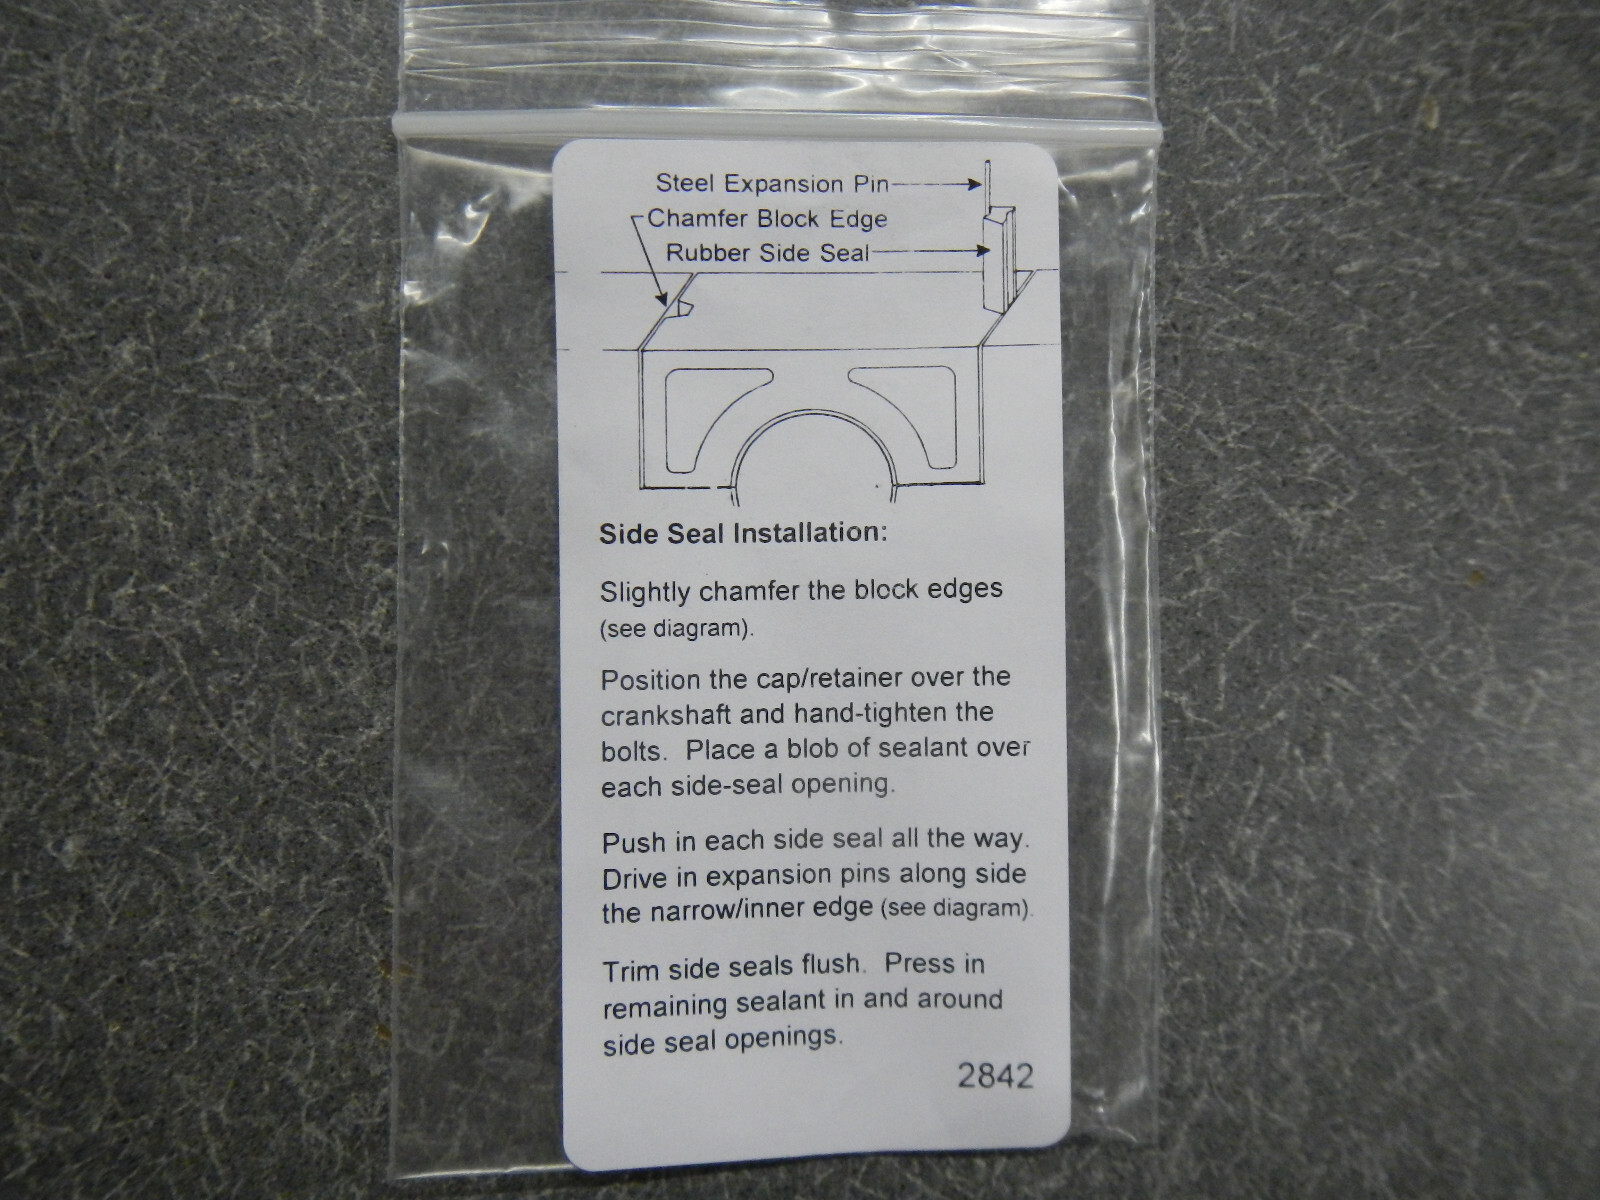 Steel Expansion Pin
Chamfer Block Edge
Rubber Side Seal
Side Seal Installation:
Slightly chamfer the block edges
(see diagram).
Position the cap/retainer over the
crankshaft and hand-tighten the
bolts. Place a blob of sealant over
each side-seal opening.
Push in each side seal all the way.
Drive in expansion pins along side
the narrow/inner edge (see diagram).
Trim side seals flush. Press in
remaining sealant in and around
side seal openings.
2842